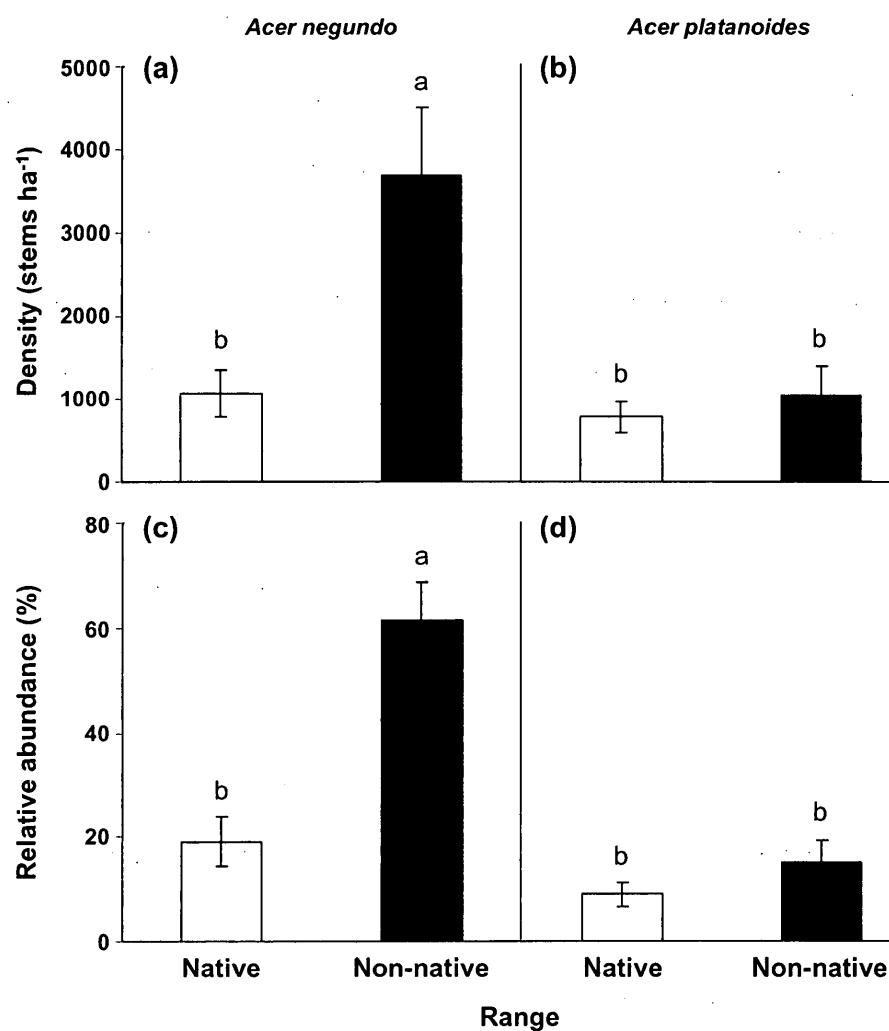 Acer negundo
Acer platanoides
(a)
(b)
Density (stems ha-1)
5000
4000
3000
2000
1000
0
b
a
b
b
(c)
(d)
Relative abundance (%)
80
60
40
20
0
b
a
b
b
Native
Non-native
Native
Non-native
Range